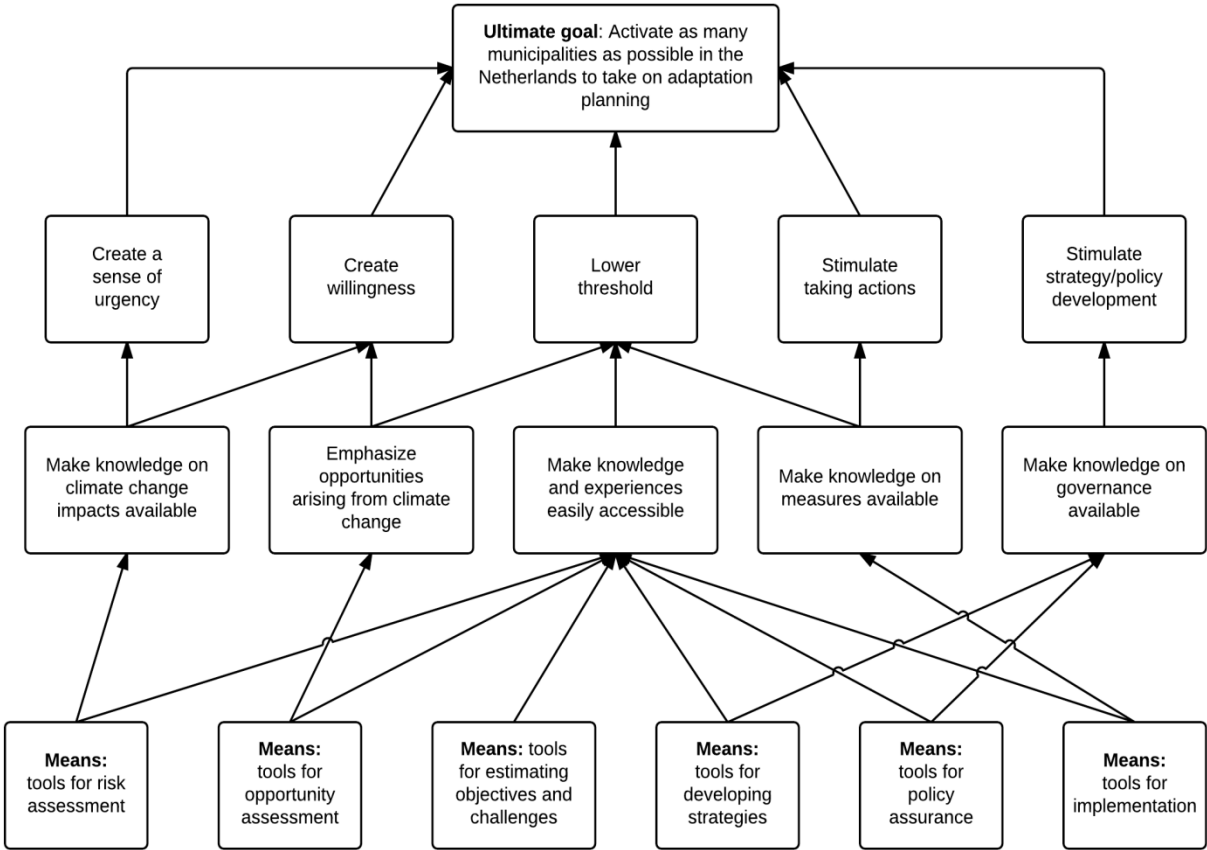 Ultimate goal: Activate as many
municipalities as possible in the
Netherlands to take on adaptation
planning
Create a
sense of
urgency
Create
willingness
Lower
threshold
Stimulate
taking actions
Stimulate
strategy/policy
development
Make knowledge on
climate change
impacts available
Emphasize
opportunities
arising from climate
change
Make knowledge
and experiences
easily accessible
Make knowledge on
measures available
Make knowledge on
governance
available
Means:
tools for risk
assessment
Means:
tools for
opportunity
assessment
Means: tools
for estimating
objectives and
challenges
Means:
tools for
developing
strategies
Means:
tools for
policy
assurance
Means:
tools for
implementation